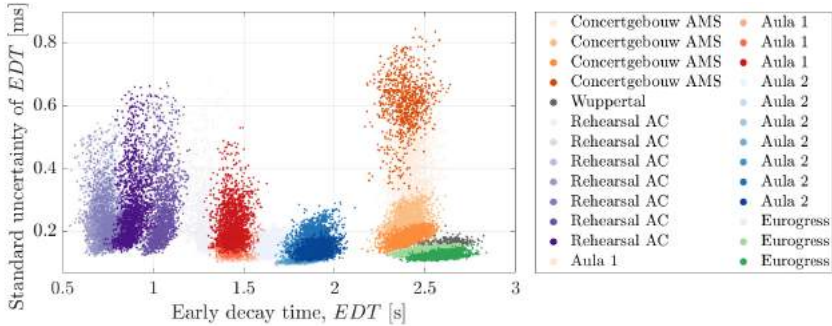 Standard uncertainty of EDT [ms]
0.8
0.6
0.4
0.2
0.5
1
1.5
2
2.5
3
Early decay time, EDT [s]
Concertgebouw AMS
Concertgebouw AMS
Concertgebouw AMS
Concertgebouw AMS
Wuppertal
Rehearsal AC
Rehearsal AC
Rehearsal AC
Rehearsal AC
Rehearsal AC
Rehearsal AC
Rehearsal AC
Aula 1
Aula 1
Aula 1
Aula 1
Aula 2
Aula 2
Aula 2
Aula 2
Aula 2
Aula 2
Aula 2
Eurogress
Eurogress
Eurogress